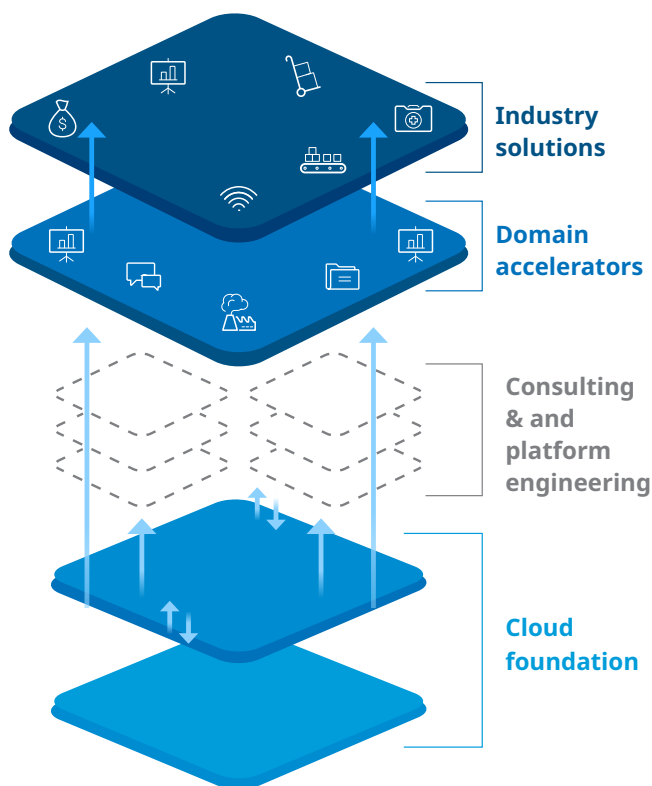 Industry
solutions
Domain
accelerators
Consulting
& and
platform
engineering
Cloud
foundation
$